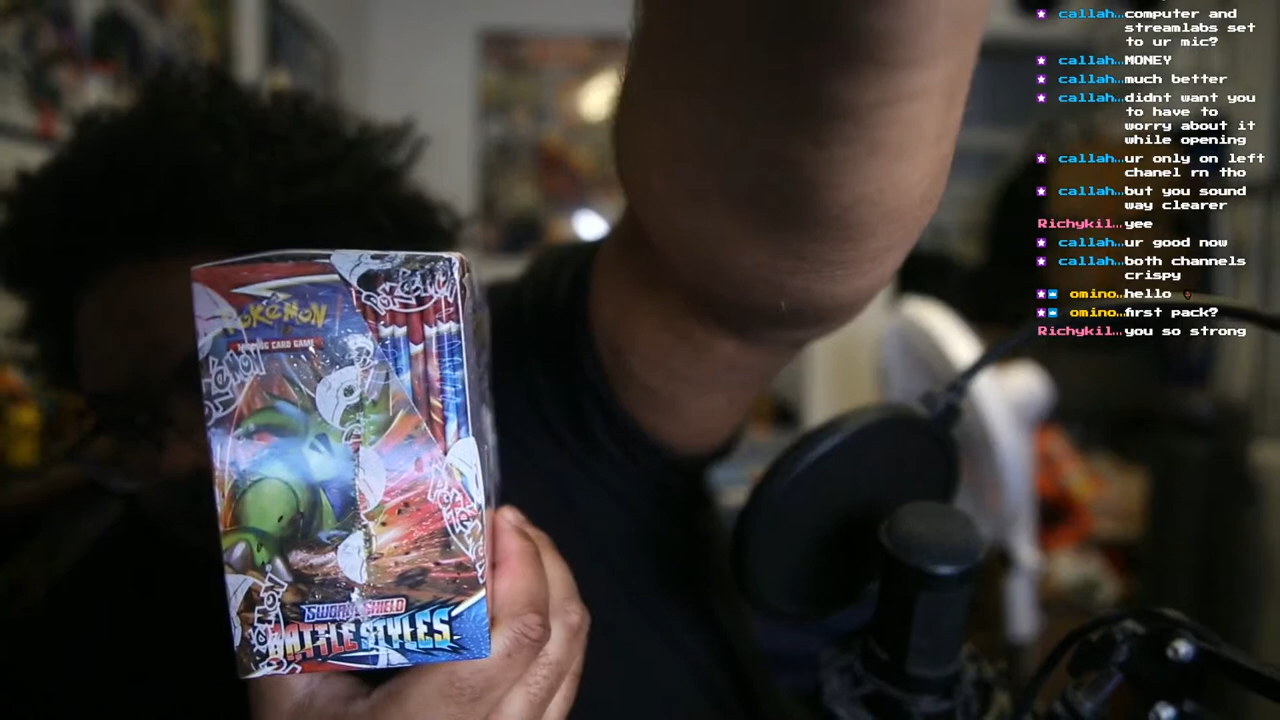 callah…computer and
streamlabs set
to ur mic?
callah…MONEY
callah…much better
callah…didnt want you
to have to
worry about it
while opening
callah…ur only on left
chanel rn tho
callah…but you sound
way clearer
Richykil…yee
callah…ur good now
callah…both channels
crispy
omino…hello
omino…first pack?
Richykil…you so strong
Pokémon
POKéMON
TRADING CARD GAME
Pokémon
SWORD & SHIELD
BATTLE STYLES